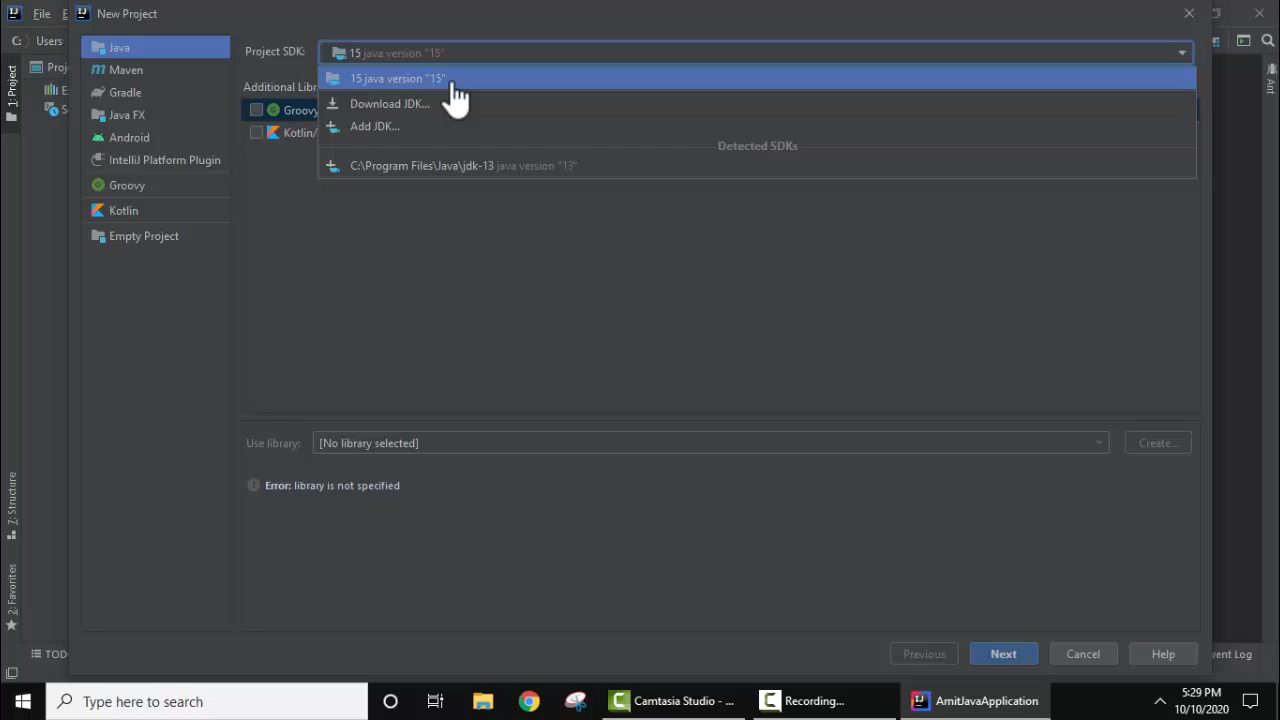 File
New Project
C:
Users
1: Project
Proj
E
S
Java
Maven
Gradle
Java FX
Android
IntelliJ Platform Plugin
Groovy
Kotlin
Empty Project
Project SDK:
15 java version "15"
15 java version "15"
Download JDK...
Add JDK...
Detected SDKs
C:\Program Files\Java\jdk-13 java version "13"
Additional Libr
Groovy
Kotlin/
Ant
Use library:
[No library selected]
Create...
Error: library is not specified
Z: Structure
2: Favorites
TOD
Previous
Next
Cancel
Help
vent Log
Type here to search
Camtasia Studio - ...
Recording...
AmitJavaApplication
5:29 PM
10/10/2020